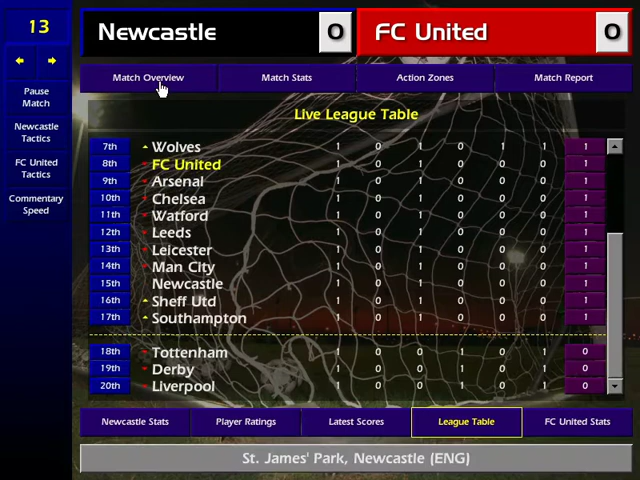 13
Newcastle 0 FC United 0
Match Overview Match Stats Action Zones Match Report
Pause Match
Newcastle Tactics
FC United Tactics
Commentary Speed
Live League Table
7th Wolves 1 0 1 0 1 1 1
8th FC United 1 0 1 0 0 0 1
9th Arsenal 1 0 1 0 0 0 1
10th Chelsea 1 0 1 0 0 0 1
11th Watford 1 0 1 0 0 0 1
12th Leeds 1 0 1 0 0 0 1
13th Leicester 1 0 1 0 0 0 1
14th Man City 1 0 1 0 0 0 1
15th Newcastle 1 0 1 0 0 0 1
16th Sheff Utd 1 0 1 0 0 0 1
17th Southampton 1 0 1 0 0 0 1
18th Tottenham 1 0 0 1 0 1 0
19th Derby 1 0 0 1 0 1 0
20th Liverpool 1 0 0 1 0 1 0
Newcastle Stats Player Ratings Latest Scores League Table FC United Stats
St. James' Park, Newcastle (ENG)